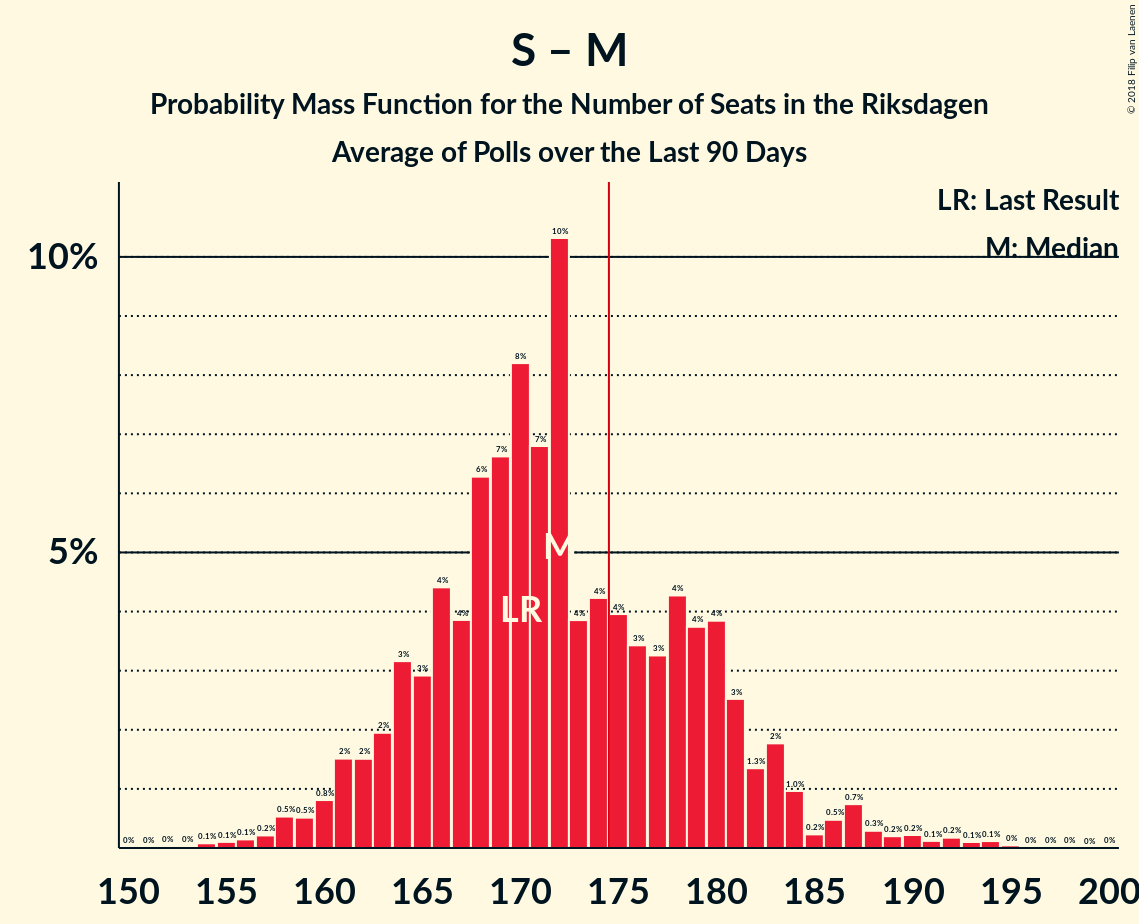 © 2018 Filip van Laenen
S – M
Probability Mass Function for the Number of Seats in the Riksdagen
Average of Polls over the Last 90 Days
LR: Last Result
M: Median
10%
5%
0% 0% 0% 0% 0.1% 0.1% 0.1% 0.2% 0.5% 0.5% 0.8% 2% 2% 2% 3% 3% 4% 4% 6% 7% 8% 7% 10% 4% 4% 4% 3% 3% 4% 4% 4% 3% 1.3% 2% 1.0% 0.2% 0.5% 0.7% 0.3% 0.2% 0.2% 0.1% 0.2% 0.1% 0.1% 0% 0% 0% 0% 0% 0%
M
LR
150 155 160 165 170 175 180 185 190 195 200